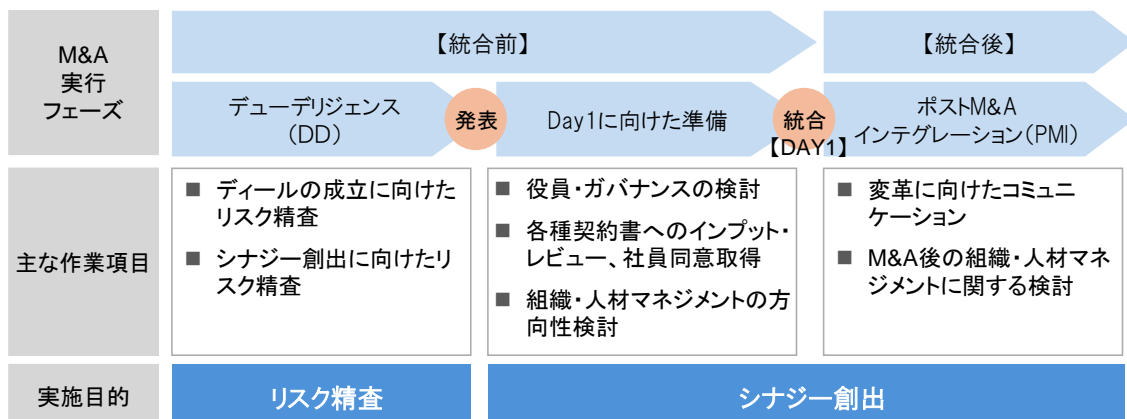 M&A
実行
フェーズ
【統合前】
【統合後】
デューデリジェンス
(DD)
発表
Day1に向けた準備
統合
【DAY1】
ポストM&A
インテグレーション(PMI)
主な作業項目
■ ディールの成立に向けた
リスク精査
■ シナジー創出に向けたリ
スク精査
■ 役員・ガバナンスの検討
■ 各種契約書へのインプット・
レビュー、社員同意取得
■ 組織・人材マネジメントの方
向性検討
■ 変革に向けたコミュニ
ケーション
■ M&A後の組織・人材マネ
ジメントに関する検討
実施目的
リスク精査
シナジー創出